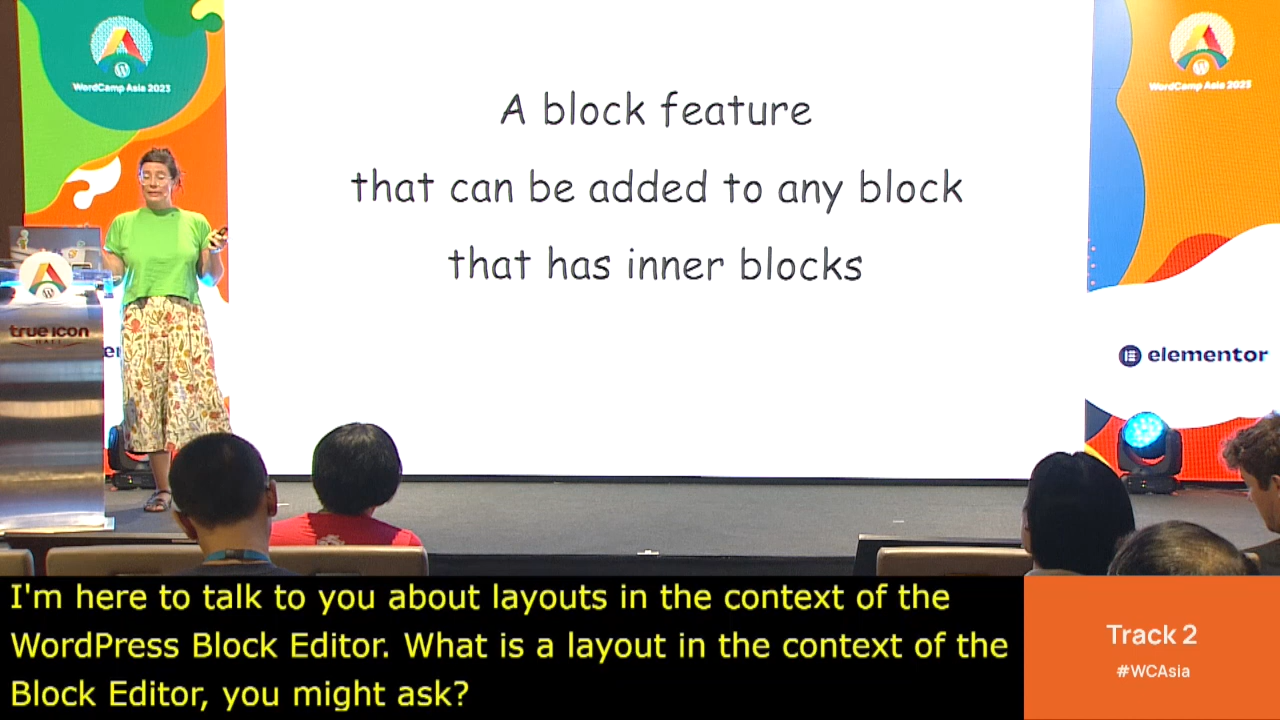 WordCamp Asia 2023
WordCamp Asia 2023
A block feature
that can be added to any block
that has inner blocks
true icon
HALL
elementor
I'm here to talk to you about layouts in the context of the
WordPress Block Editor. What is a layout in the context of the
Block Editor, you might ask?
Track 2
#WCAsia